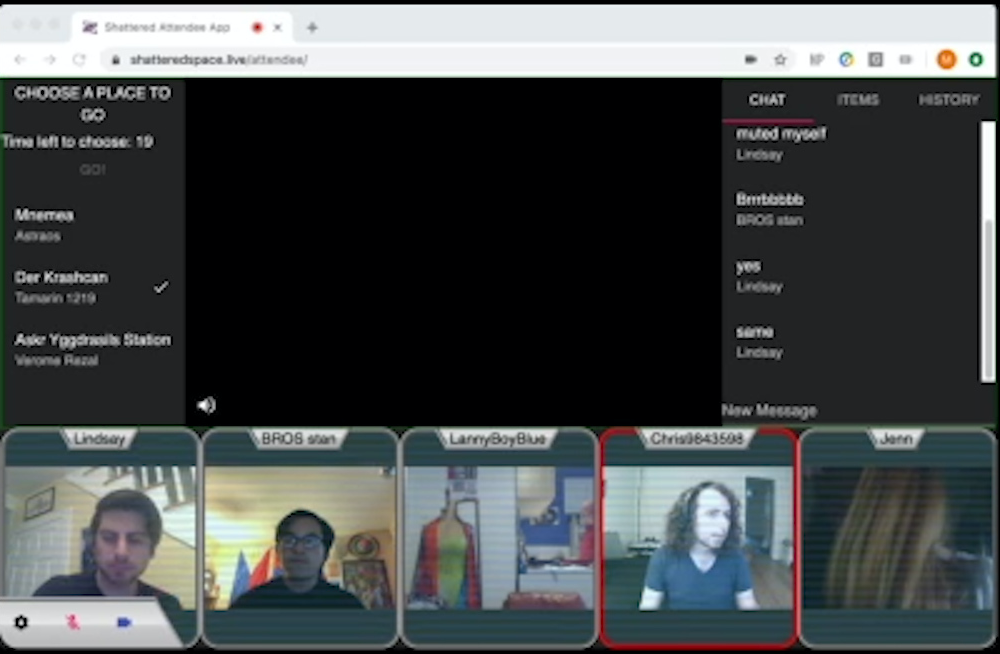 Shattered Attendee App
shatteredspace.live/attendee/
CHOOSE A PLACE TO
GO
Time left to choose: 19
GO!
Mnemea
Astraos
Der Krashcan
Tamarin 1219
Askr Yggdrasils Station
Verome Rezal
CHAT ITEMS HISTORY
muted myself
Lindsay
Brrrbbbbb
BROS stan
yes
Lindsay
same
Lindsay
New Message
Lindsay
BROS stan
LannyBoyBlue
Chris9843598
Jenn